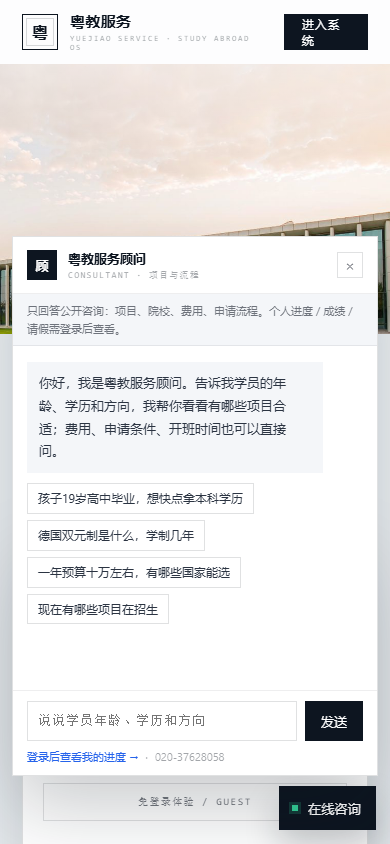 粤
粤教服务
YUEJIAO SERVICE · STUDY ABROAD
OS
进入系
统
顾
粤教服务顾问
CONSULTANT · 项目与流程
×
只回答公开咨询：项目、院校、费用、申请流程。个人进度 / 成绩 /
请假需登录后查看。
你好，我是粤教服务顾问。告诉我学员的年
龄、学历和方向，我帮你看看有哪些项目合
适；费用、申请条件、开班时间也可以直接
问。
孩子19岁高中毕业，想快点拿本科学历
德国双元制是什么，学制几年
一年预算十万左右，有哪些国家能选
现在有哪些项目在招生
说说学员年龄、学历和方向
发送
登录后查看我的进度 → · 020-37628058
免登录体验 / GUEST
在线咨询